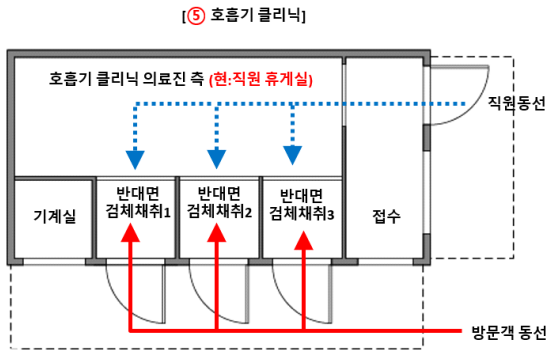 [⑤ 호흡기 클리닉]
호흡기 클리닉 의료진 측 (현:직원 휴게실)
직원동선
기계실
반대면
검체채취1
반대면
검체채취2
반대면
검체채취3
접수
방문객 동선